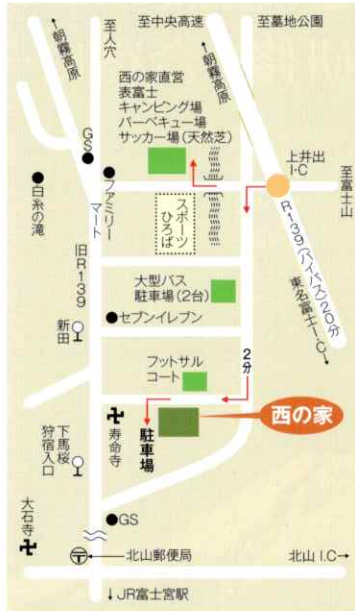 至中央高速
至墓地公園
朝霧高原
至人穴
朝霧高原
西の家直営
表富士
キャンピング場
バーベキュー場
サッカー場(天然芝)
GS
上井出
I・C
至富士山
白糸の滝
ファミリーマート
スポーツ
ひろば
R139(バイパス)20分
東名富士I・C
旧R139
大型バス
駐車場(2台)
セブンイレブン
新田
2分
フットサル
コート
西の家
駐車場
寿命寺
下馬桜
狩宿入口
大石寺
GS
北山郵便局
北山 I.C
JR富士宮駅